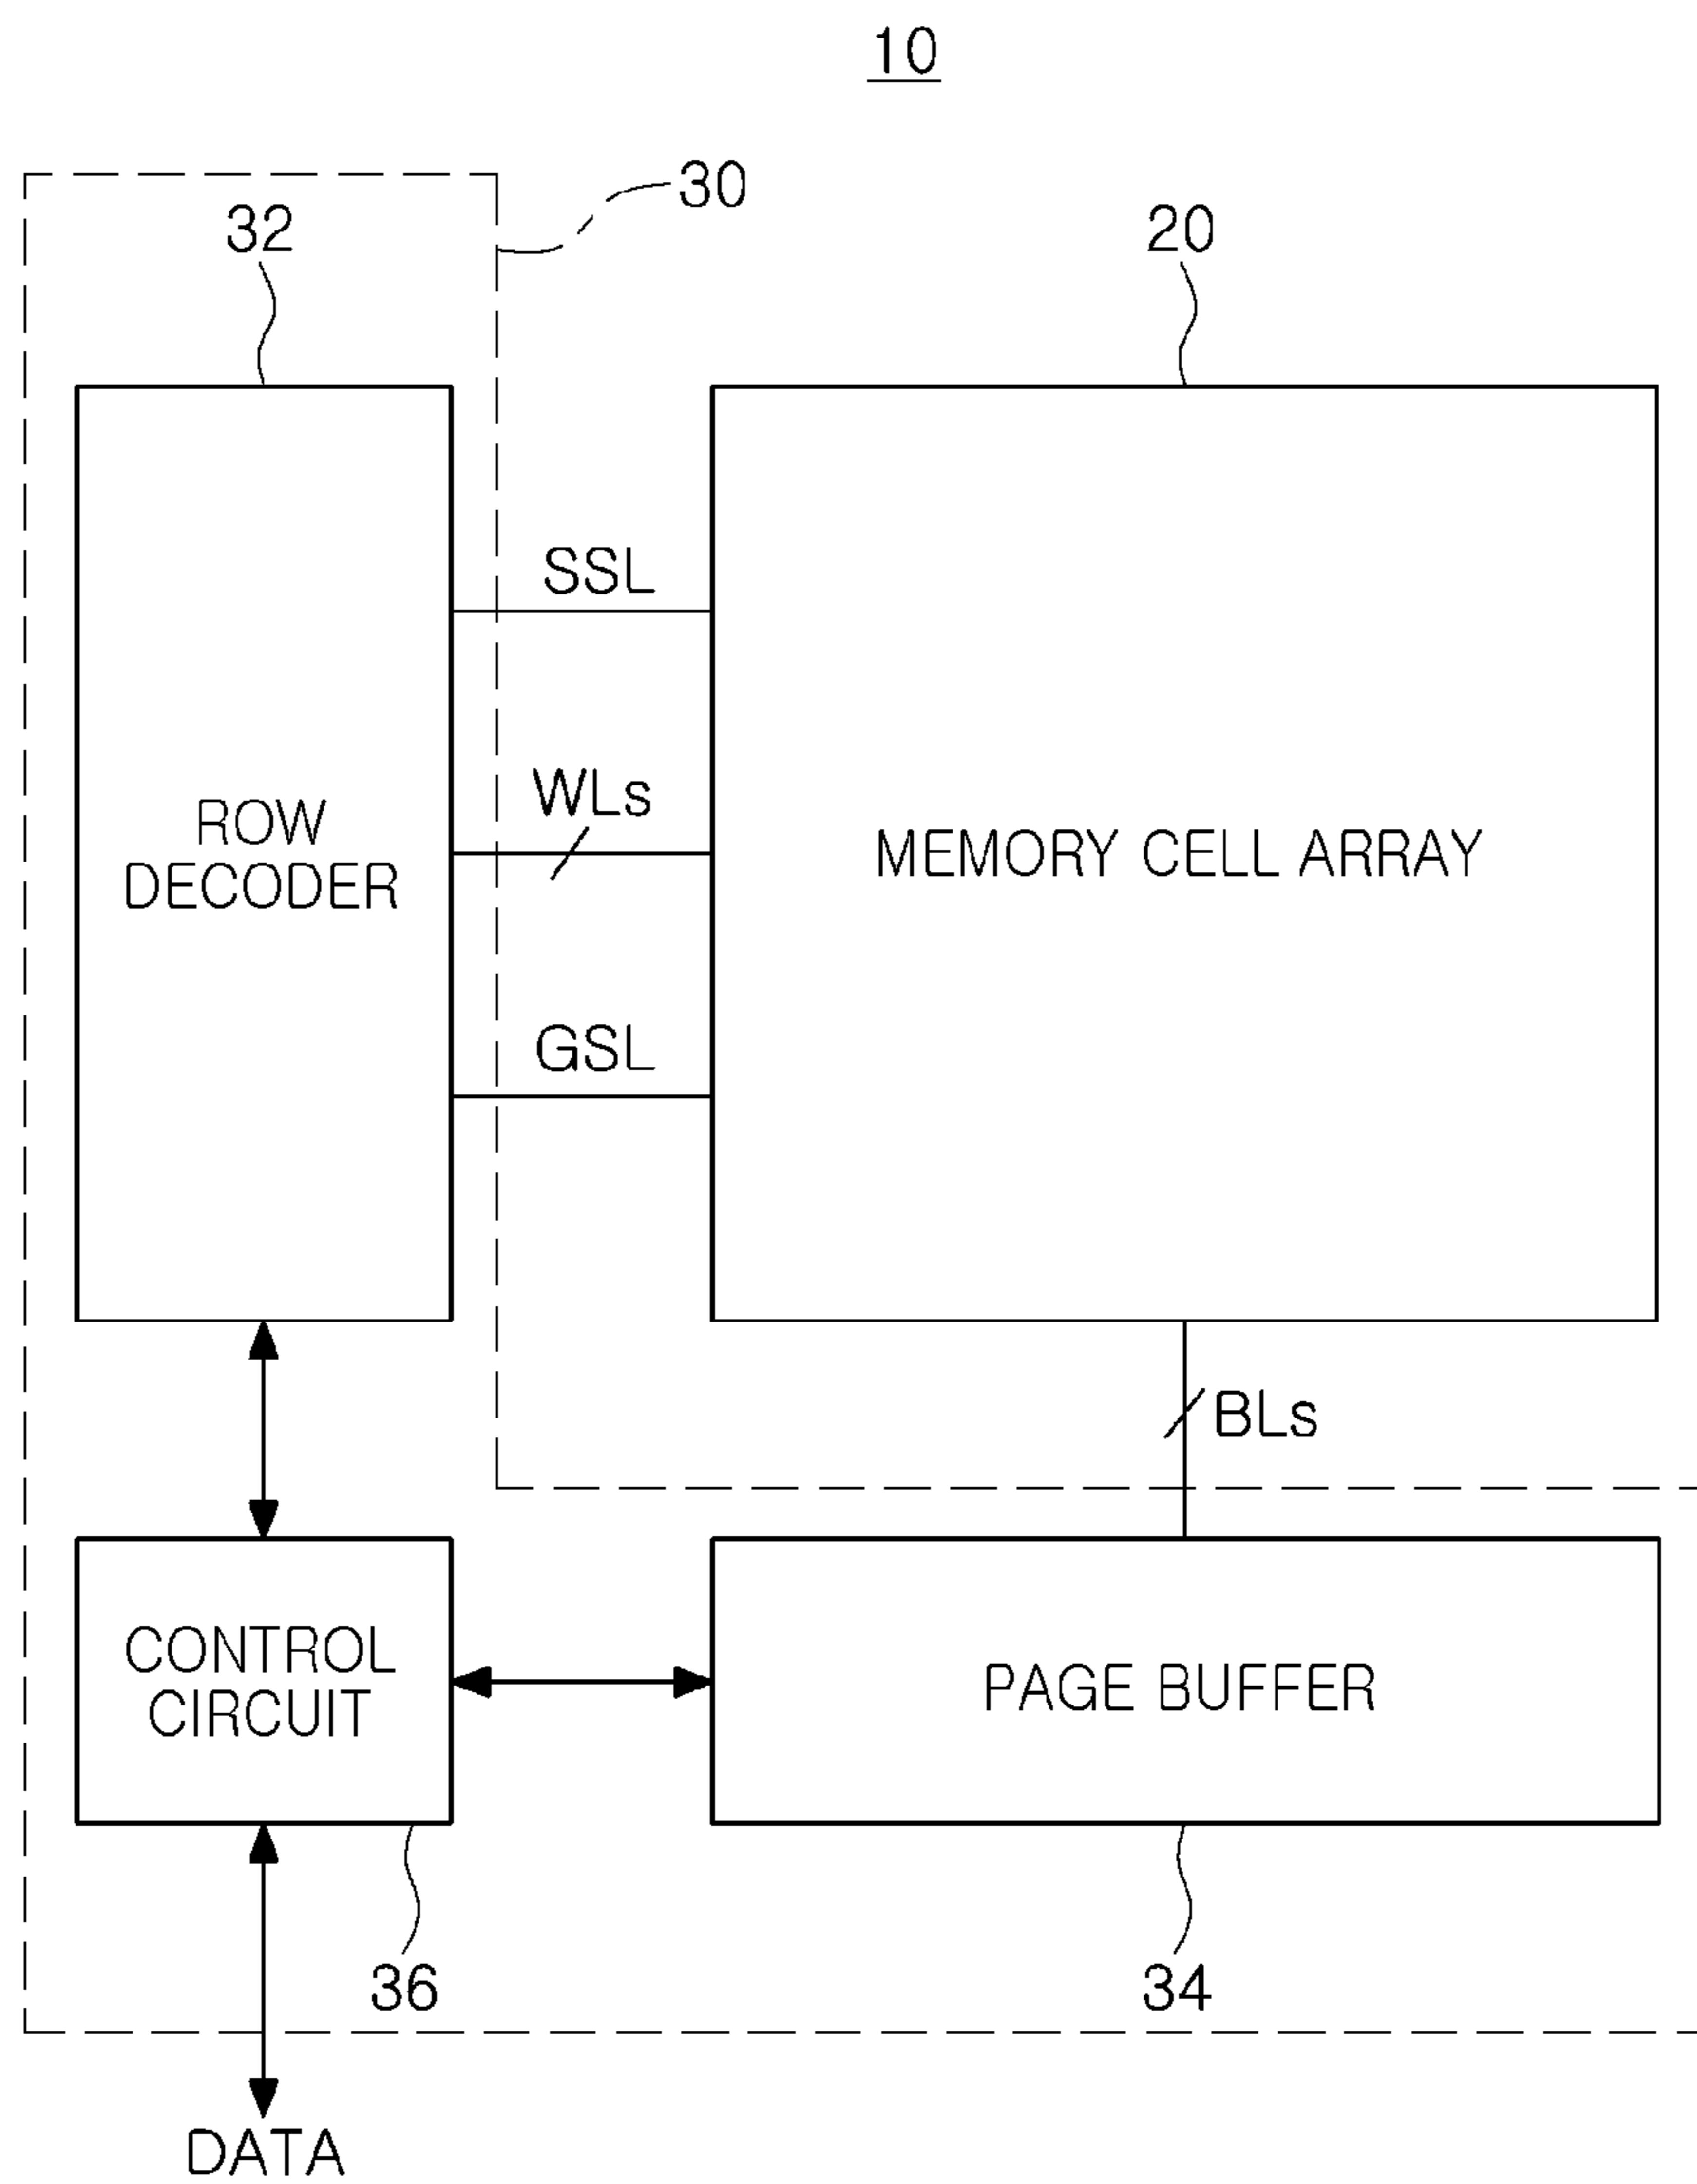 10
30
32
20
SSL
WLs
ROW
DECODER
MEMORY CELL ARRAY
GSL
BLs
CONTROL
CIRCUIT
PAGE BUFFER
36
34
DATA